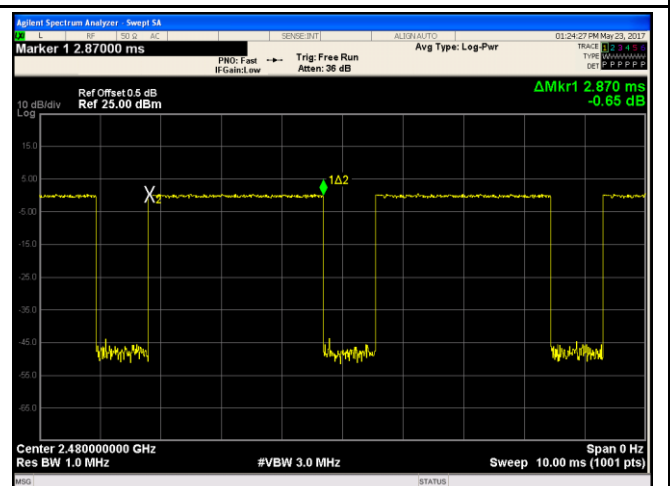 Agilent Spectrum Analyzer - Swept SA
L RF 50 Ω AC SENSE:INT ALIGN AUTO 01:24:27 PM May 23, 2017
Marker 1 2.87000 ms
PNO: Fast Trig: Free Run Avg Type: Log-Pwr TRACE 1 2 3 4 5 6
IFGain:Low Atten: 36 dB TYPE WWWWWW
DET P P P P P P
Ref Offset 0.5 dB ΔMkr1 2.870 ms
10 dB/div Ref 25.00 dBm -0.65 dB
Log
15.0
5.00
1Δ2
X2
-5.00
-15.0
-25.0
-35.0
-45.0
-55.0
-65.0
Center 2.480000000 GHz Span 0 Hz
Res BW 1.0 MHz #VBW 3.0 MHz Sweep 10.00 ms (1001 pts)
MSG STATUS